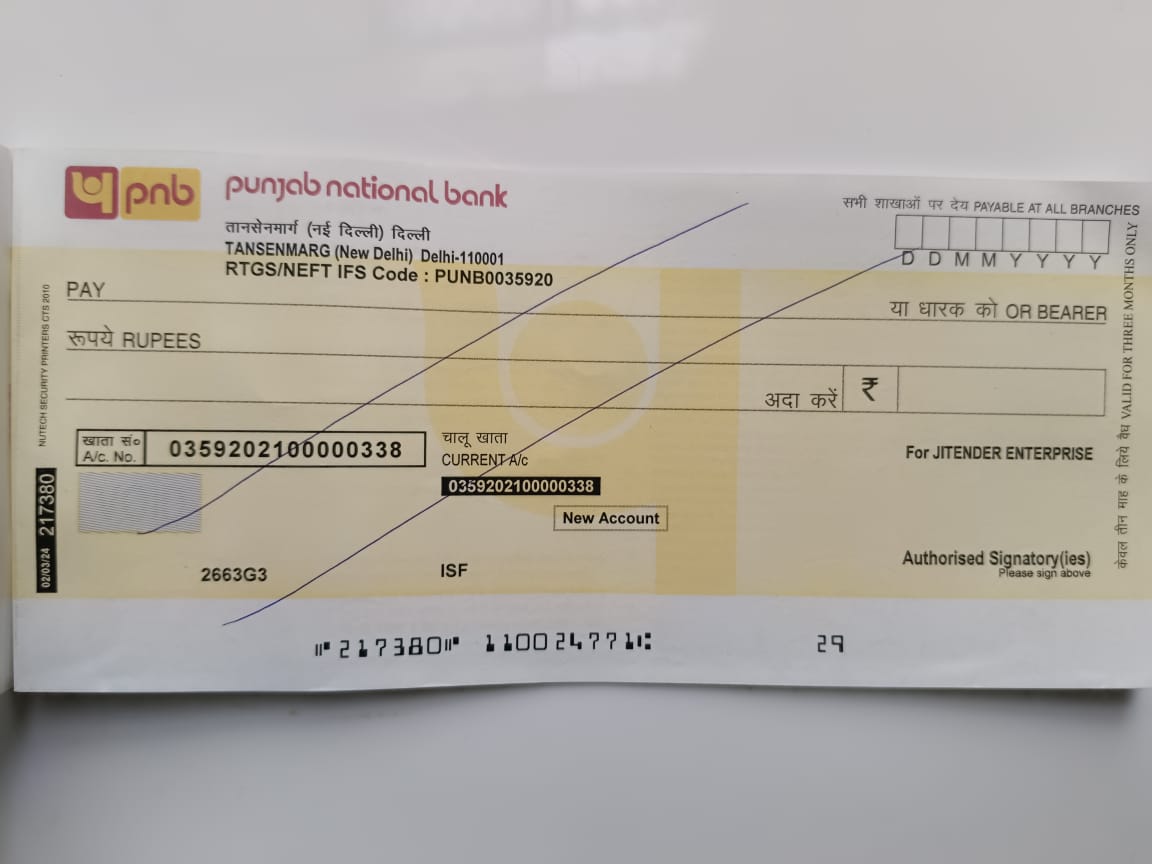 पnb pnb punjab national bank
तानसेनमार्ग (नई दिल्ली) दिल्ली
TANSENMARG (New Delhi) Delhi-110001
RTGS/NEFT IFS Code : PUNB0035920
सभी शाखाओं पर देय PAYABLE AT ALL BRANCHES
D D M M Y Y Y Y
PAY
या धारक को OR BEARER
रूपये RUPEES
अदा करें ₹
खाता सं० A/c. No. 0359202100000338
चालू खाता
CURRENT A/c
0359202100000338
New Account
For JITENDER ENTERPRISE
Authorised Signatory(ies)
Please sign above
2663G3
ISF
⑈217380⑈ 110024771⑆ 29
NUTECH SECURITY PRINTERS CTS 2010
02/03/24 217380
केवल तीन माह के लिये वैध VALID FOR THREE MONTHS ONLY